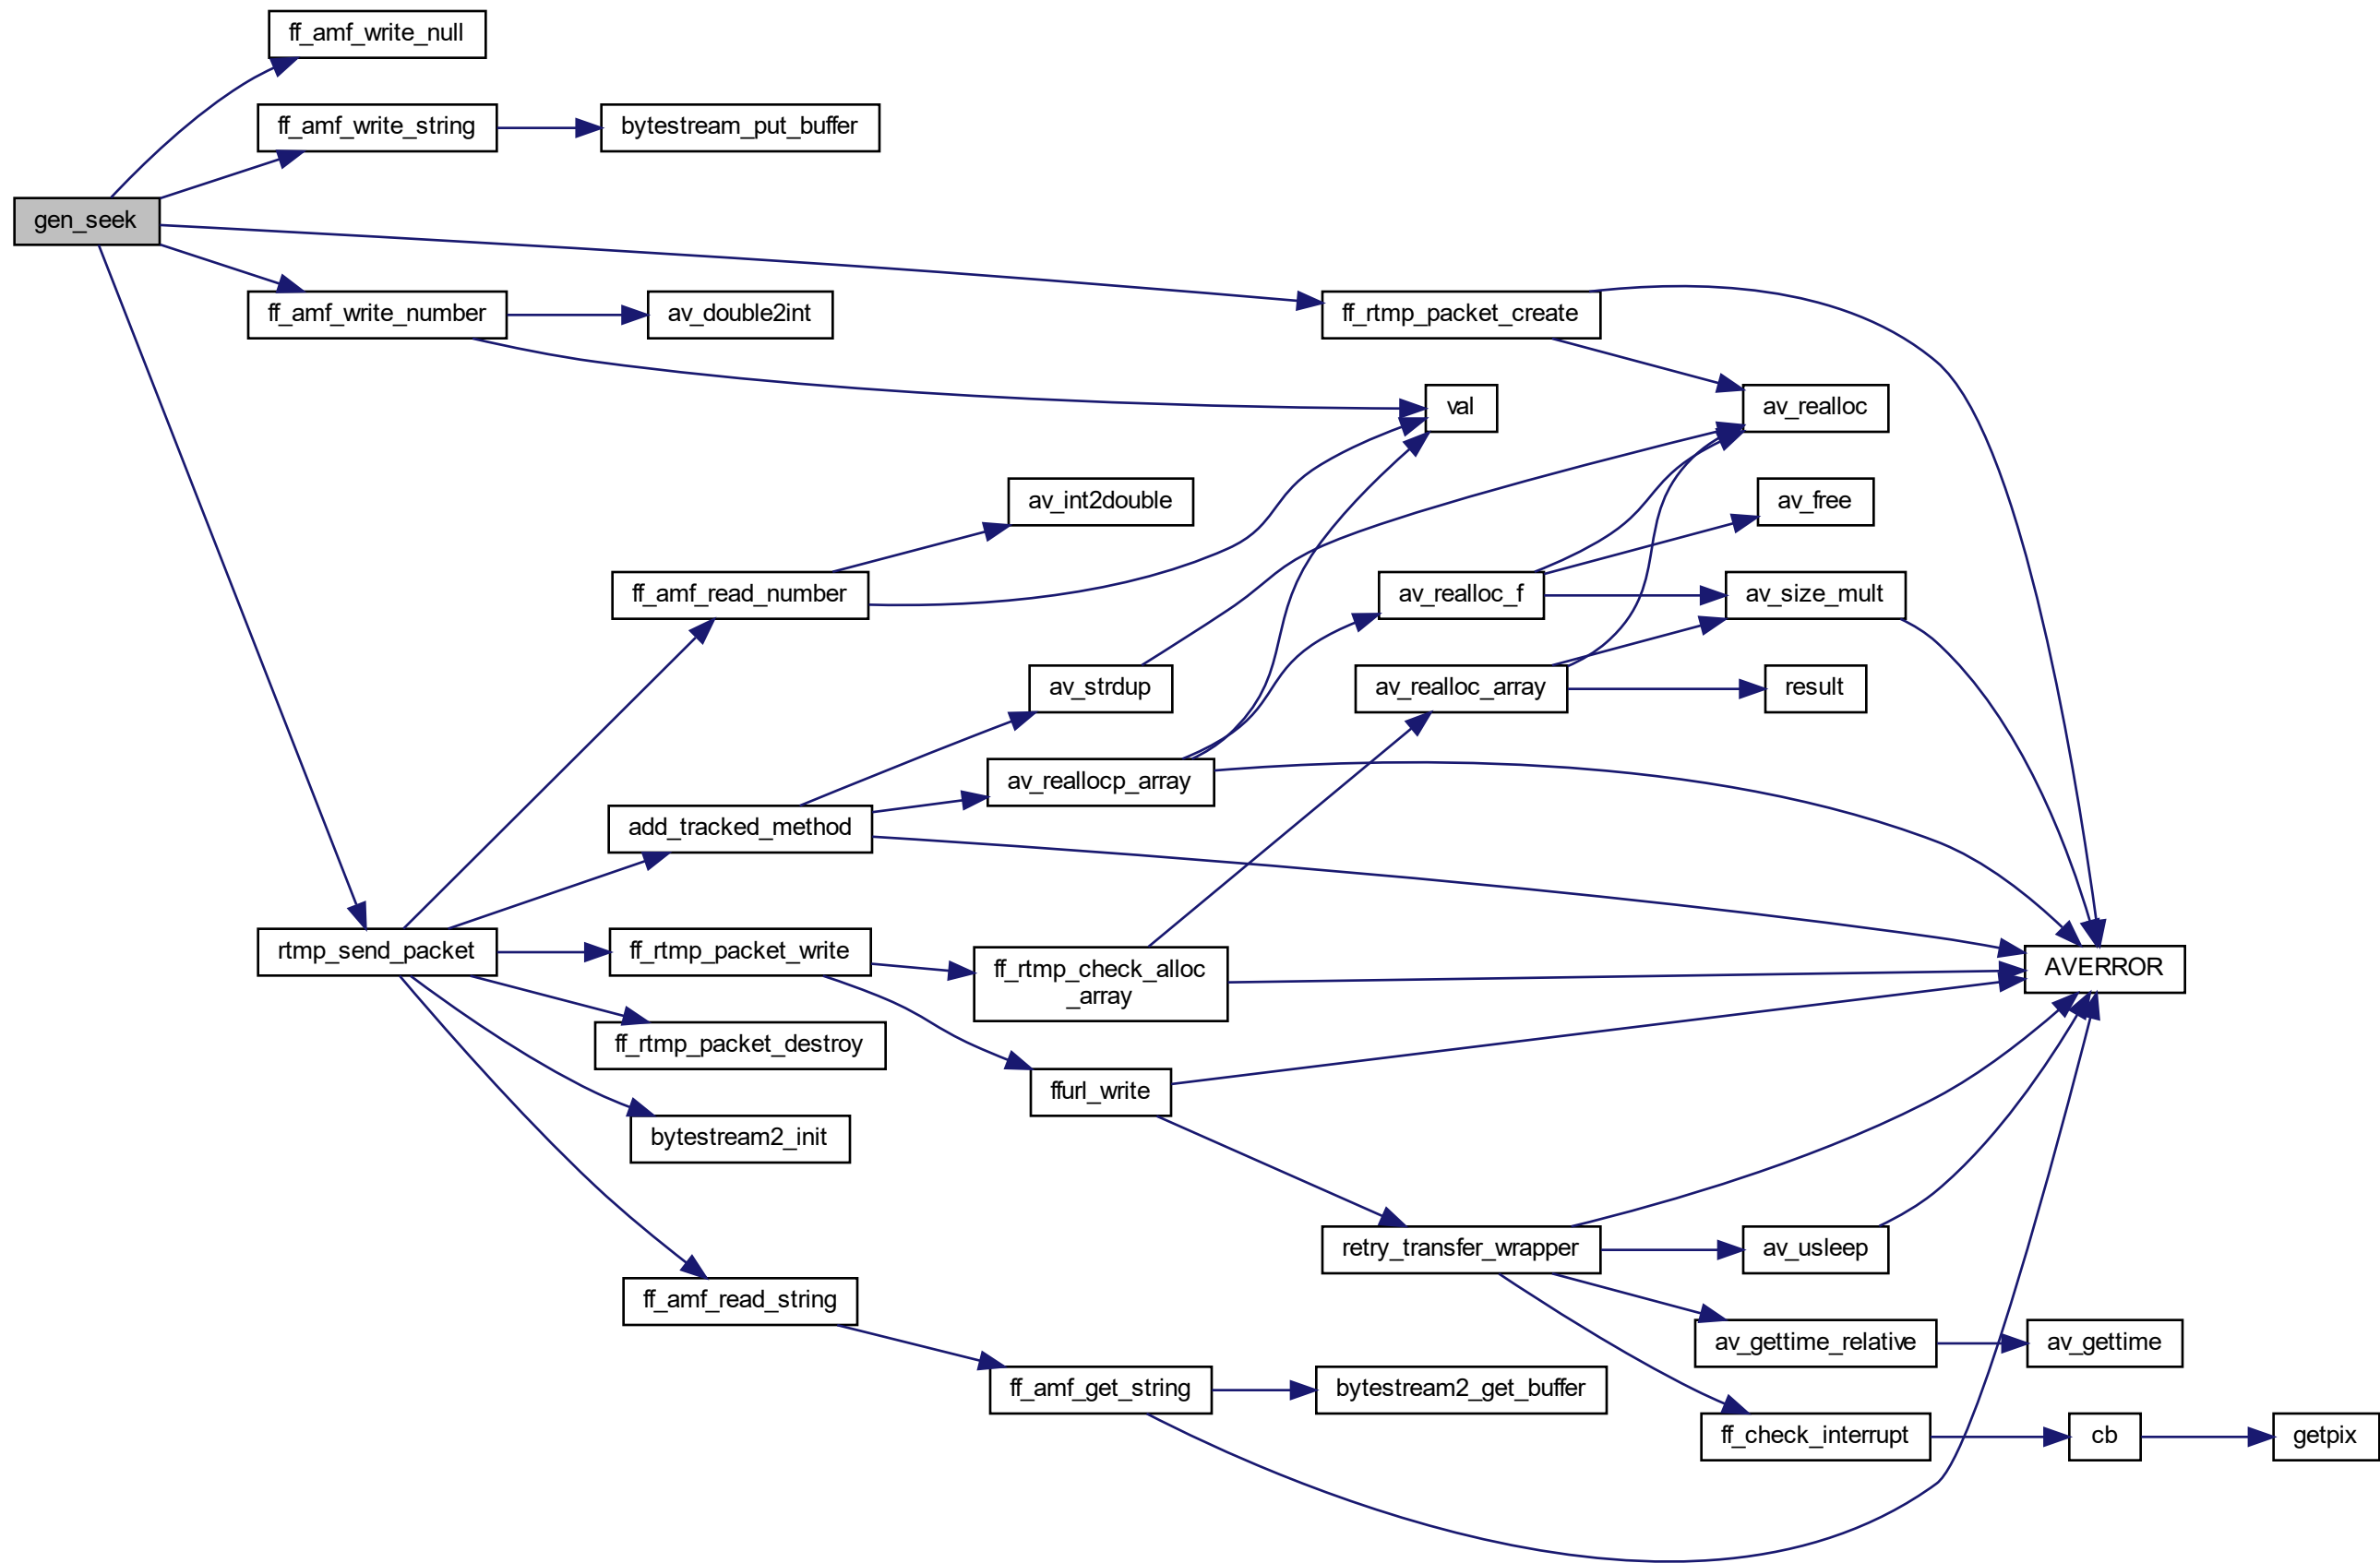 ff_amf_write_null
ff_amf_write_string
bytestream_put_buffer
gen_seek
ff_amf_write_number
av_double2int
ff_rtmp_packet_create
val
av_realloc
av_int2double
av_free
ff_amf_read_number
av_realloc_f
av_size_mult
av_strdup
av_realloc_array
result
av_reallocp_array
add_tracked_method
rtmp_send_packet
ff_rtmp_packet_write
ff_rtmp_check_alloc
_array
AVERROR
ff_rtmp_packet_destroy
ffurl_write
bytestream2_init
retry_transfer_wrapper
av_usleep
ff_amf_read_string
av_gettime_relative
av_gettime
ff_amf_get_string
bytestream2_get_buffer
ff_check_interrupt
cb
getpix